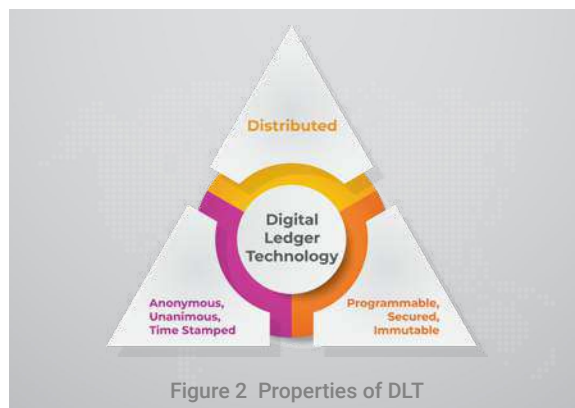 Distributed
Digital
Ledger
Technology
Anonymous,
Unanimous,
Time Stamped
Programmable,
Secured,
Immutable
Figure 2 Properties of DLT